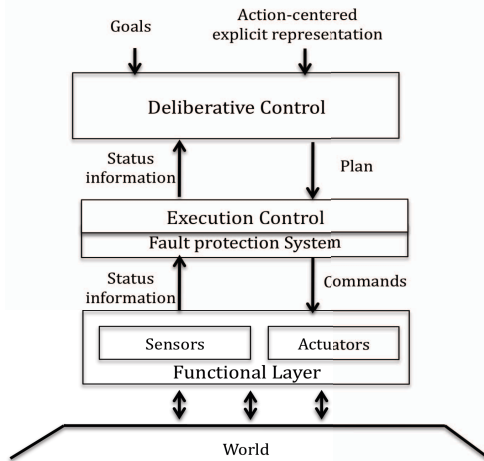 Goals
Action-centered
explicit representation
Deliberative Control
Status
information
Plan
Execution Control
Fault protection System
Status
information
Commands
Sensors
Actuators
Functional Layer
World